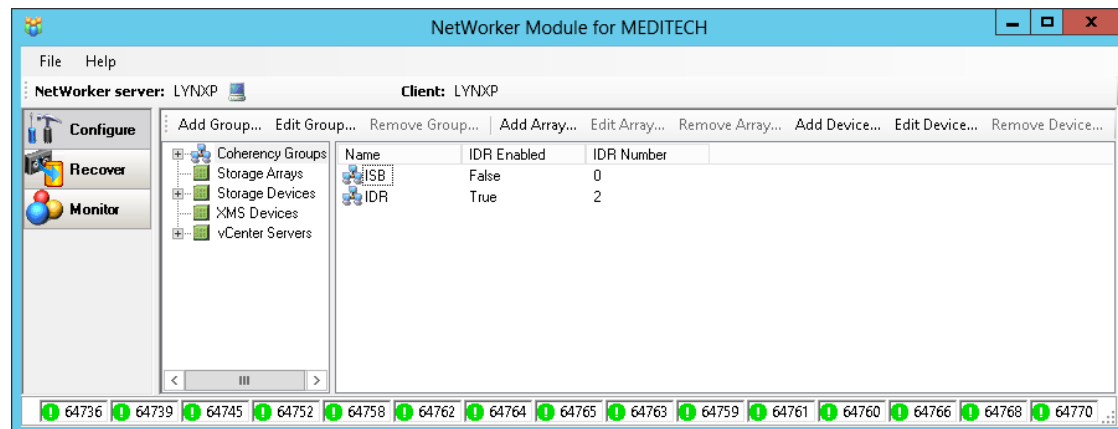 NetWorker Module for MEDITECH
File Help
NetWorker server: LYNXP Client: LYNXP
Configure
Recover
Monitor
Add Group... Edit Group... Remove Group... Add Array... Edit Array... Remove Array... Add Device... Edit Device... Remove Device...
Coherency Groups
Storage Arrays
Storage Devices
XMS Devices
vCenter Servers
Name IDR Enabled IDR Number
ISB False 0
IDR True 2
64736 64739 64745 64752 64758 64762 64764 64765 64763 64759 64761 64760 64766 64768 64770